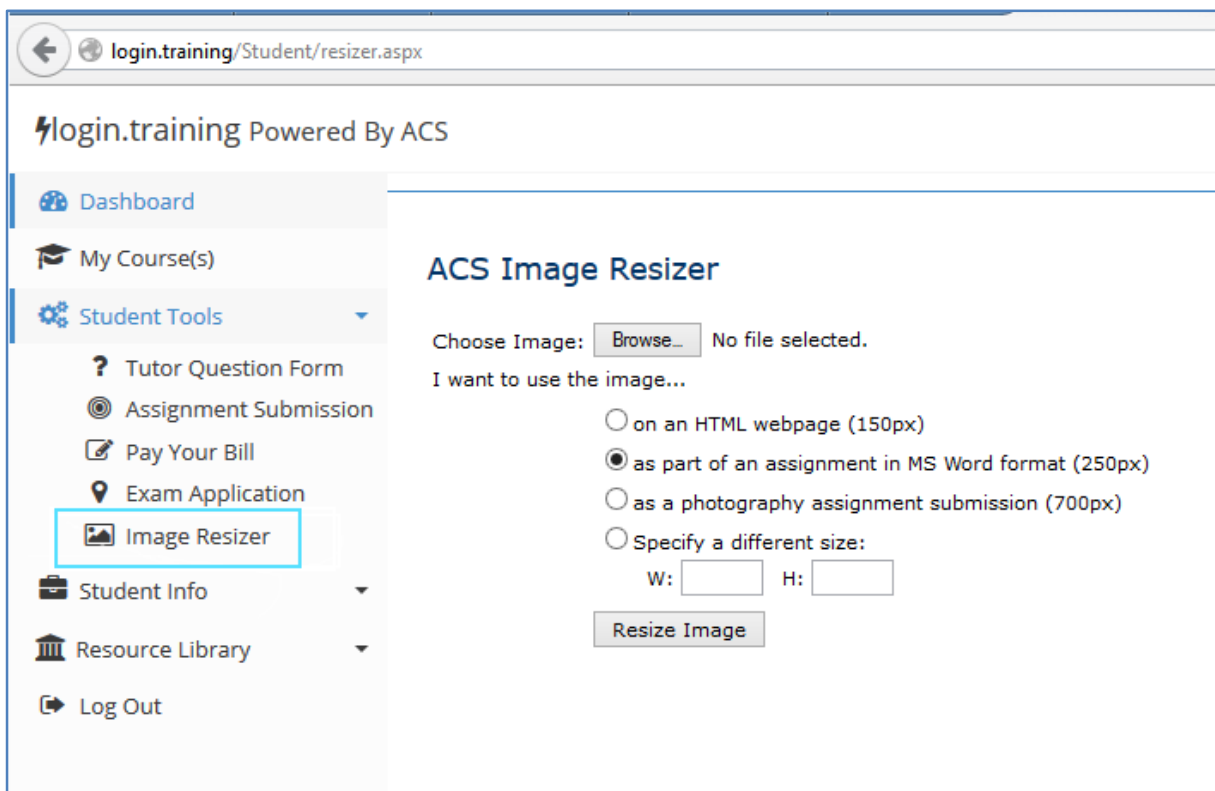 login.training/Student/resizer.aspx
login.training Powered By ACS
Dashboard
My Course(s)
Student Tools
? Tutor Question Form
Assignment Submission
Pay Your Bill
Exam Application
Image Resizer
Student Info
Resource Library
Log Out
ACS Image Resizer
Choose Image: Browse... No file selected.
I want to use the image...
on an HTML webpage (150px)
as part of an assignment in MS Word format (250px)
as a photography assignment submission (700px)
Specify a different size:
W: H:
Resize Image